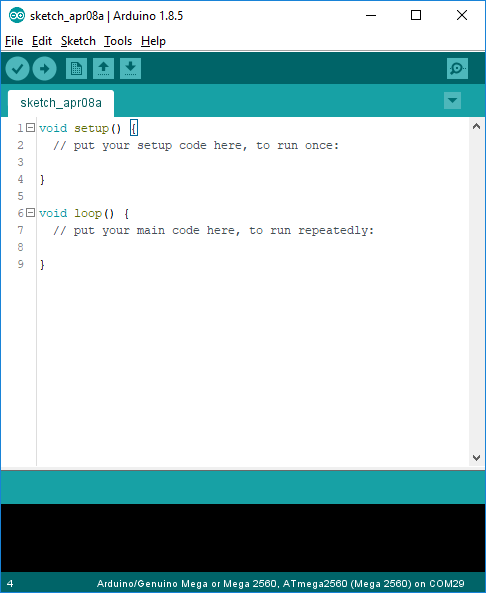 sketch_apr08a | Arduino 1.8.5
File Edit Sketch Tools Help
sketch_apr08a
1 void setup() {
2   // put your setup code here, to run once:
3
4 }
5
6 void loop() {
7   // put your main code here, to run repeatedly:
8
9 }
4 Arduino/Genuino Mega or Mega 2560, ATmega2560 (Mega 2560) on COM29